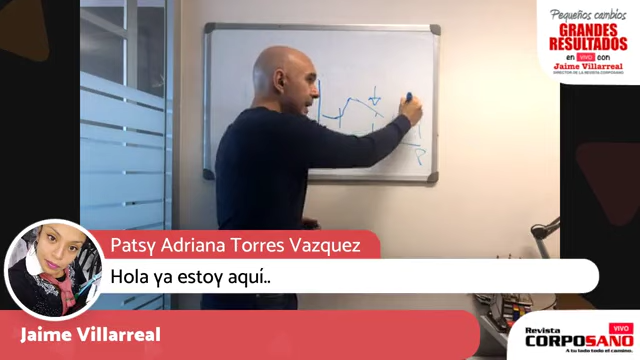 Pequeños cambios
GRANDES
RESULTADOS
en VIVO con
Jaime Villarreal
DIRECTOR DE LA REVISTA CORPOSANO
P
Patsy Adriana Torres Vazquez
Hola ya estoy aquí..
Jaime Villarreal
Revista VIVO
CORPOSANO
A tu lado todo el camino.